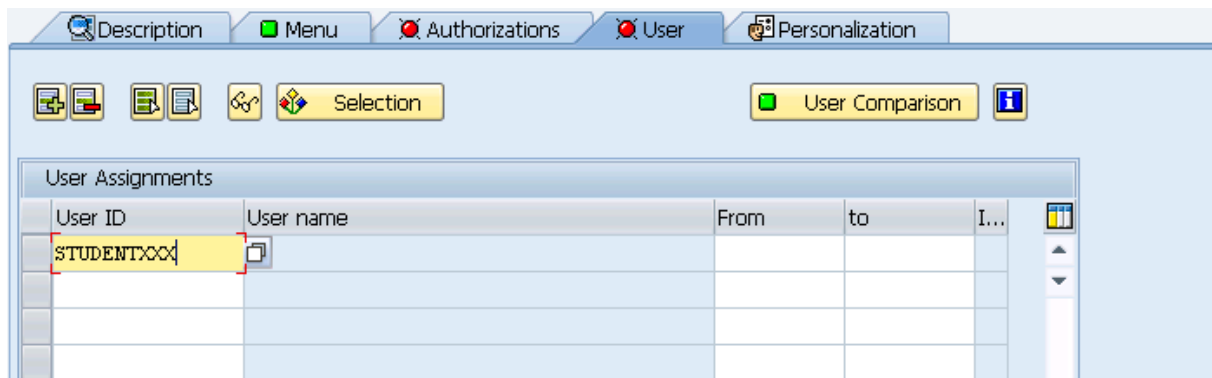 Description Menu Authorizations User Personalization
Selection User Comparison
User Assignments
User ID User name From to I...
STUDENTXXX